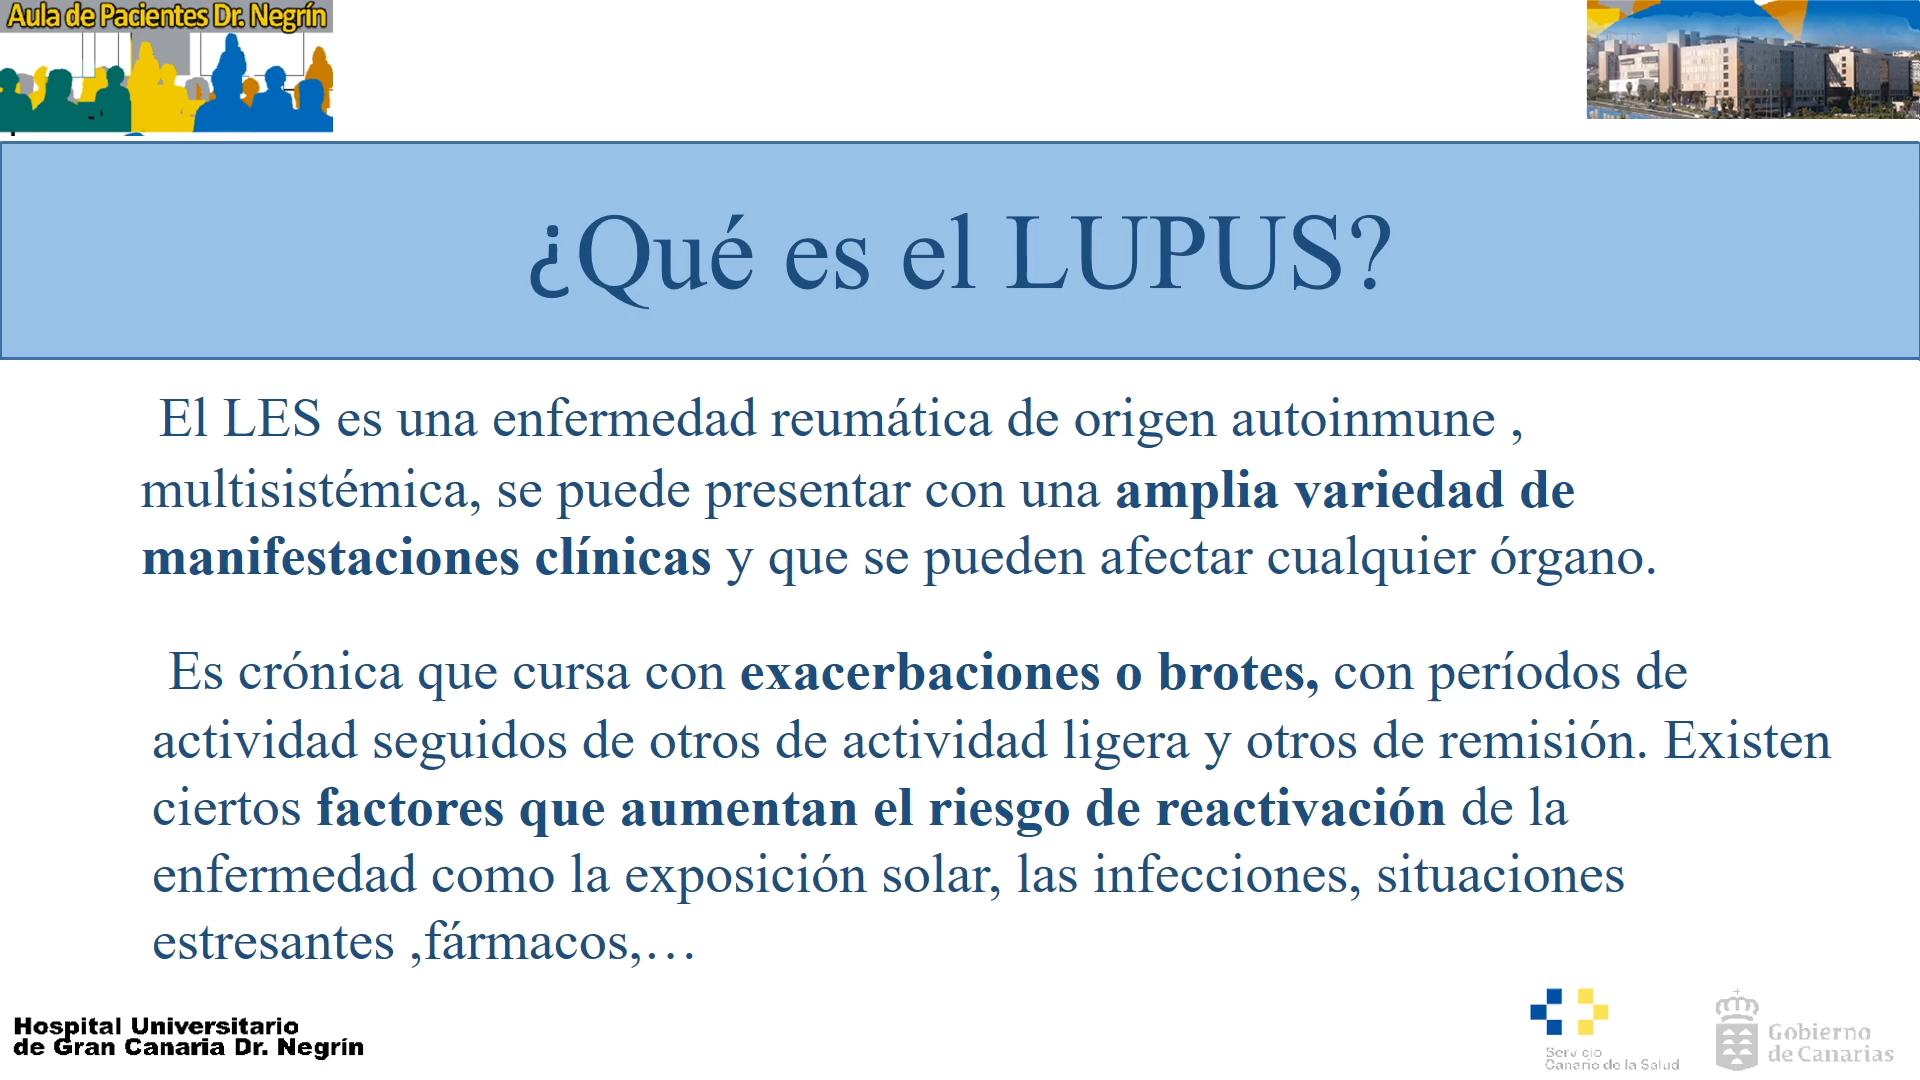 Aula de Pacientes Dr. Negrín
¿Qué es el LUPUS?
El LES es una enfermedad reumática de origen autoinmune ,
multisistémica, se puede presentar con una amplia variedad de
manifestaciones clínicas y que se pueden afectar cualquier órgano.
Es crónica que cursa con exacerbaciones o brotes, con períodos de
actividad seguidos de otros de actividad ligera y otros de remisión. Existen
ciertos factores que aumentan el riesgo de reactivación de la
enfermedad como la exposición solar, las infecciones, situaciones
estresantes ,fármacos,…
Hospital Universitario
de Gran Canaria Dr. Negrín
Servicio
Canario de la Salud
Gobierno
de Canarias